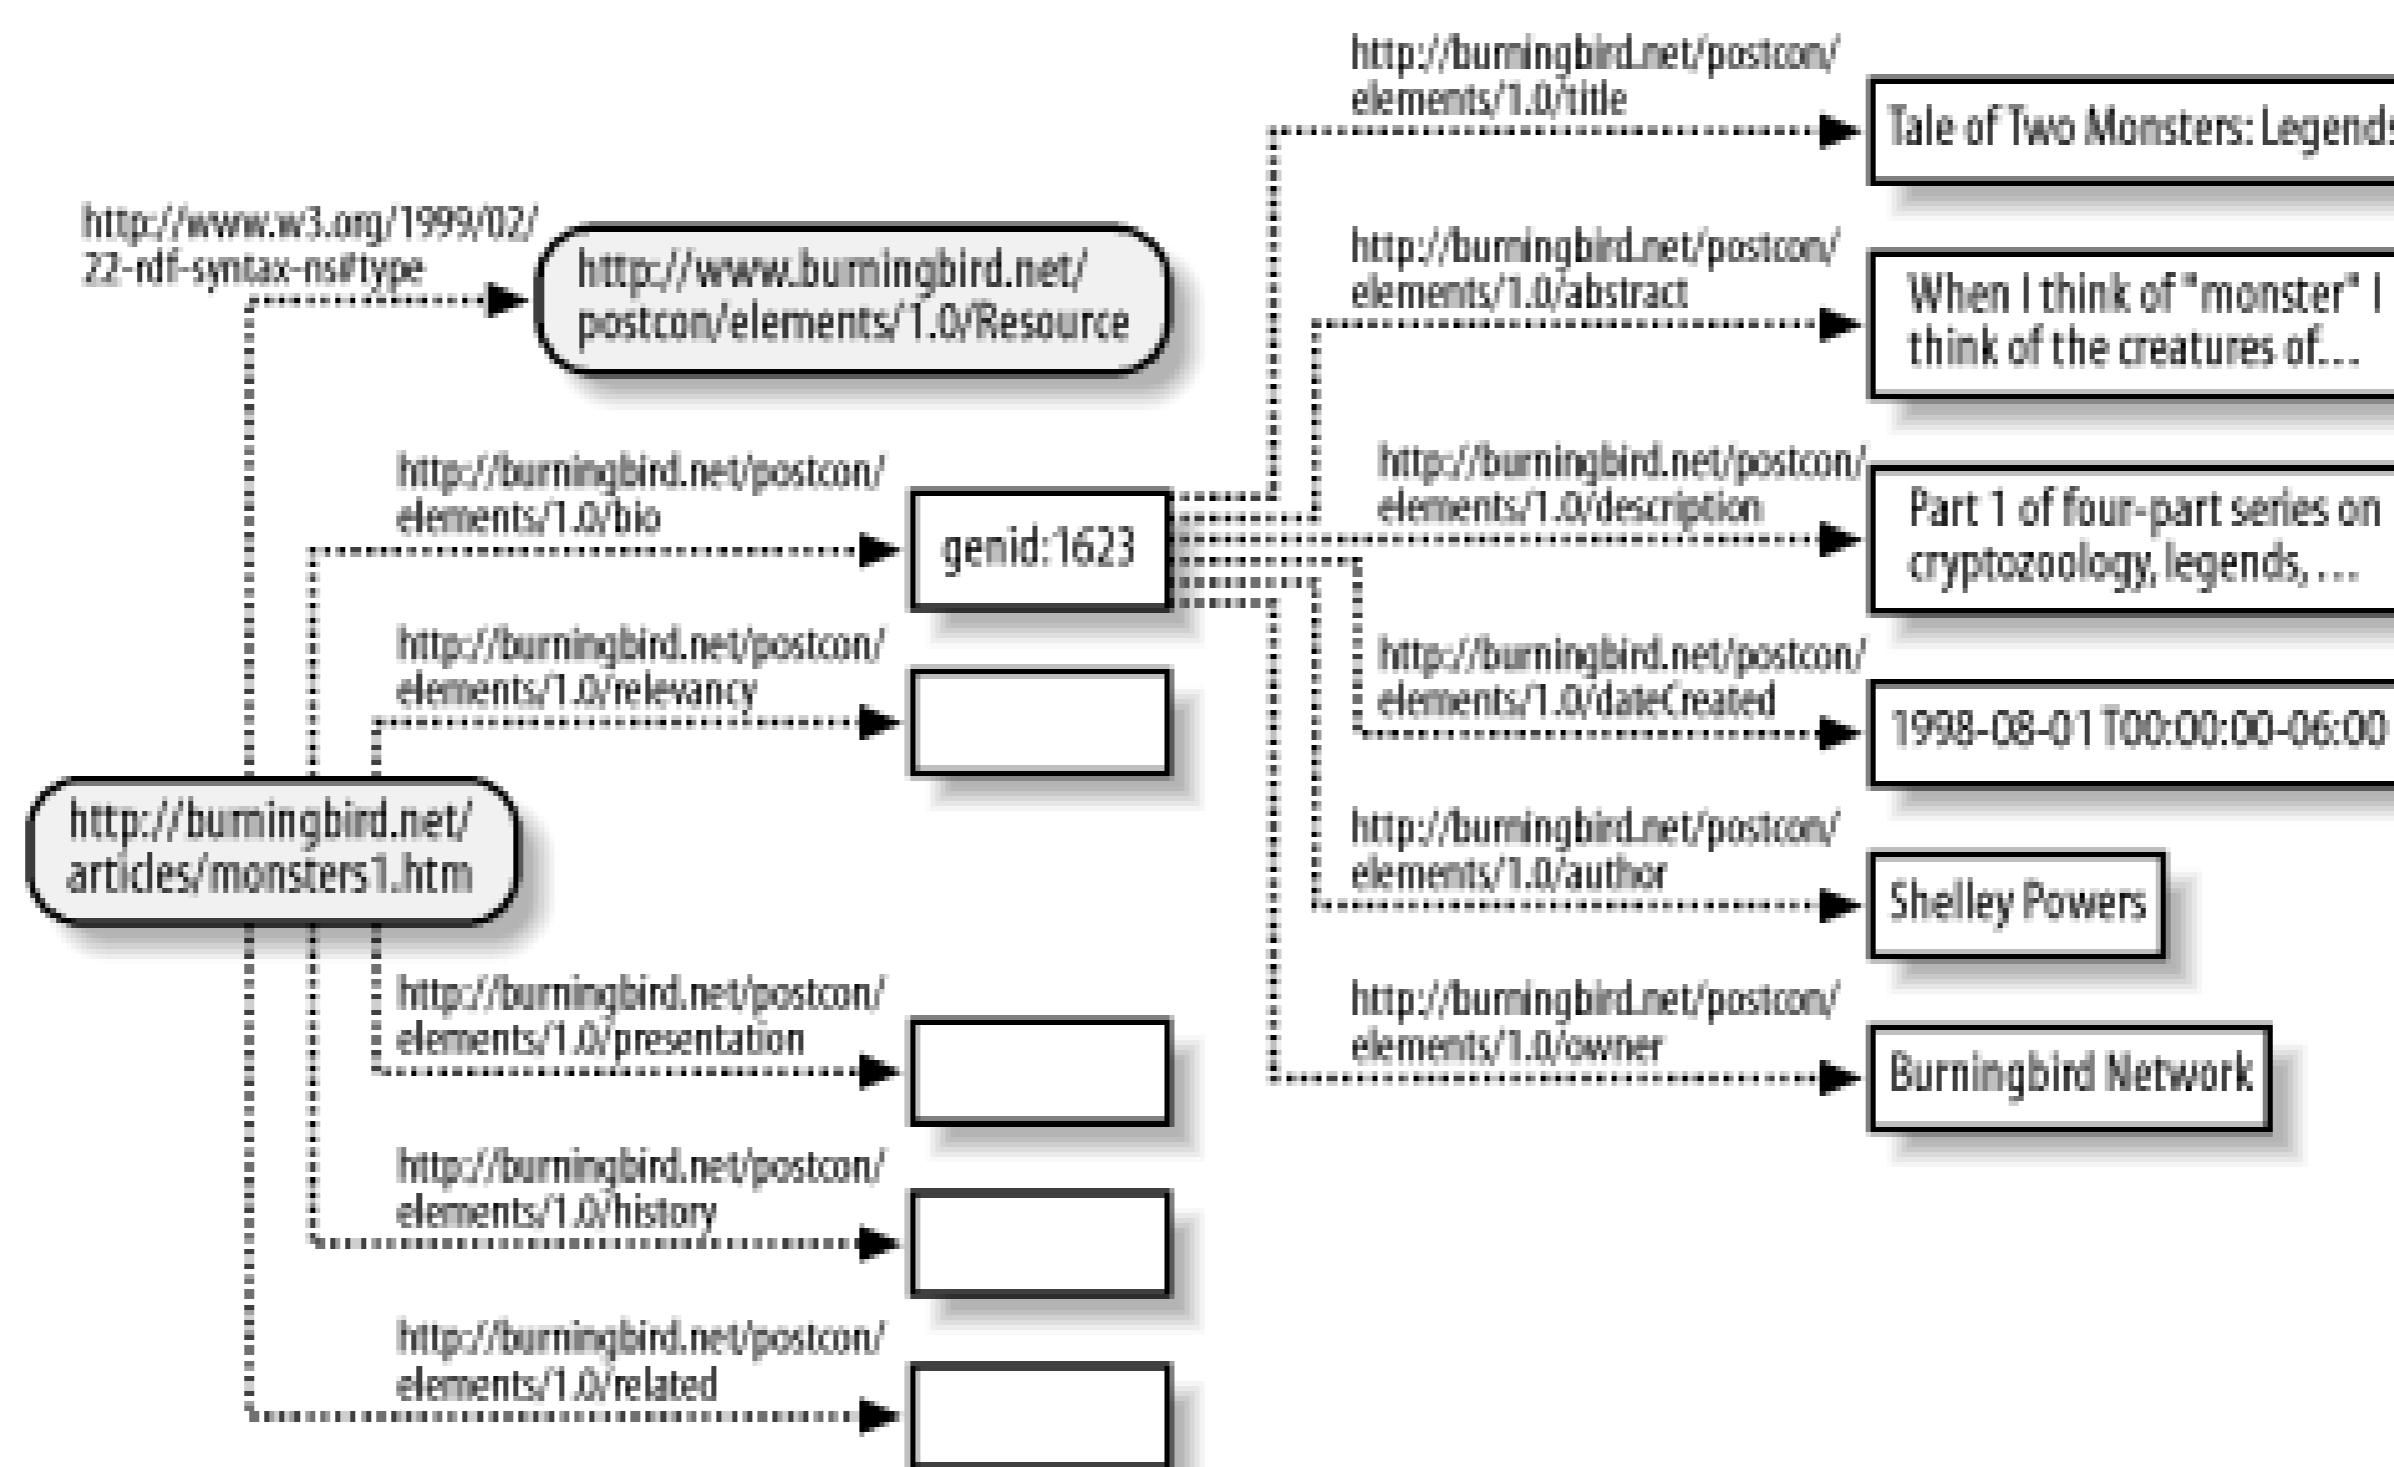 http://www.w3.org/1999/02/
22-rdf-syntax-ns#type
http://www.burningbird.net/
postcon/elements/1.0/Resource
http://burningbird.net/postcon/
elements/1.0/bio
genid:1623
http://burningbird.net/postcon/
elements/1.0/relevancy
http://burningbird.net/
articles/monsters1.htm
http://burningbird.net/postcon/
elements/1.0/presentation
http://burningbird.net/postcon/
elements/1.0/history
http://burningbird.net/postcon/
elements/1.0/related
http://burningbird.net/postcon/
elements/1.0/title
Tale of Two Monsters: Legends
http://burningbird.net/postcon/
elements/1.0/abstract
When I think of "monster" I
think of the creatures of...
http://burningbird.net/postcon/
elements/1.0/description
Part 1 of four-part series on
cryptozoology, legends, ...
http://burningbird.net/postcon/
elements/1.0/dateCreated
1998-08-01T00:00:00-06:00
http://burningbird.net/postcon/
elements/1.0/author
Shelley Powers
http://burningbird.net/postcon/
elements/1.0/owner
Burningbird Network